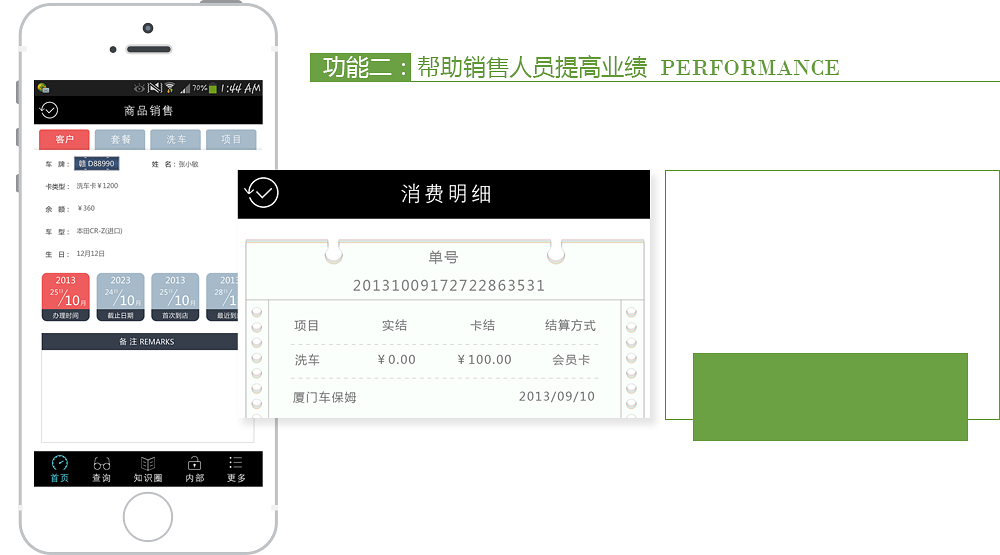 功能二：帮助销售人员提高业绩 PERFORMANCE
70% 1:44 AM
商品销售
客户 套餐 洗车 项目
车 牌： 赣 D88990 姓 名：张小敏
卡类型： 洗车卡￥1200
余 额： ￥360
车 型： 本田CR-Z(进口)
生 日： 12月12日
2013 2023 2013 2013
25日/10月 24日/10月 25日/10月 28日/1
办理时间 截止日期 首次到店 最近到
备 注 REMARKS
首页 查询 知识圈 内部 更多
消费明细
单号
20131009172722863531
项目 实结 卡结 结算方式
洗车 ￥0.00 ￥100.00 会员卡
厦门车保姆 2013/09/10